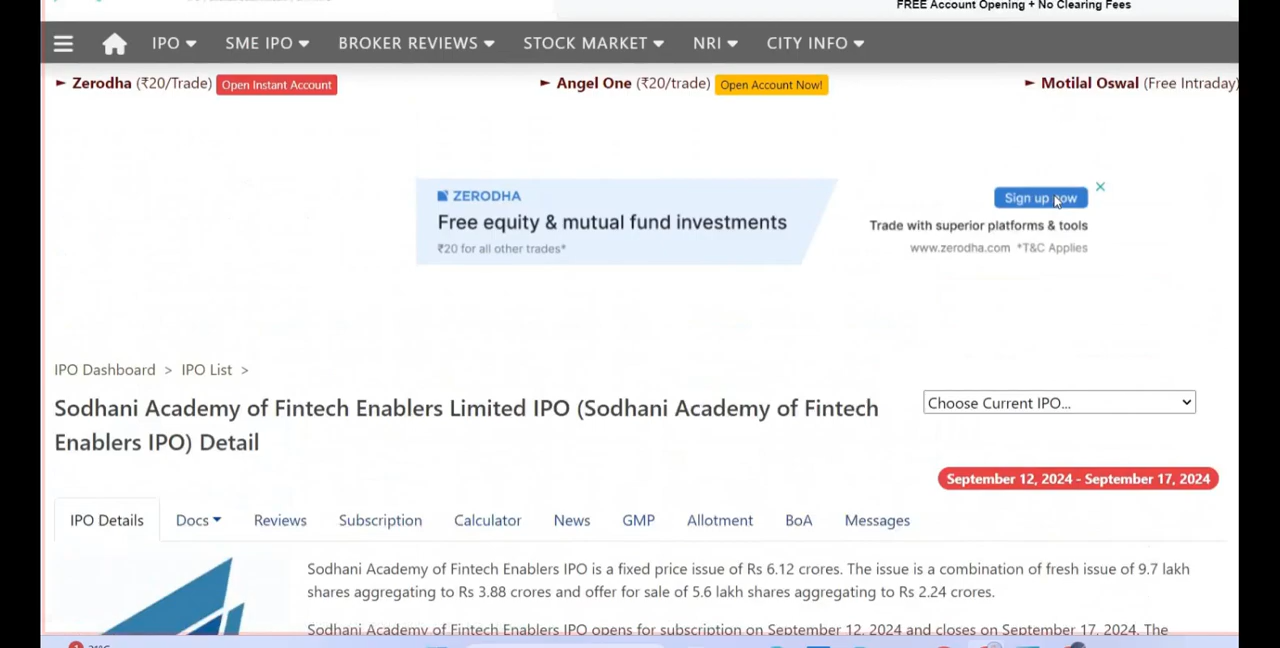 FREE Account Opening + No Clearing Fees
IPO SME IPO BROKER REVIEWS STOCK MARKET NRI CITY INFO
► Zerodha (₹20/Trade) Open Instant Account ► Angel One (₹20/trade) Open Account Now! ► Motilal Oswal (Free Intraday)
ZERODHA
Free equity & mutual fund investments
₹20 for all other trades*
Sign up now
Trade with superior platforms & tools
www.zerodha.com *T&C Applies
IPO Dashboard > IPO List >
Sodhani Academy of Fintech Enablers Limited IPO (Sodhani Academy of Fintech
Enablers IPO) Detail
Choose Current IPO...
September 12, 2024 - September 17, 2024
IPO Details Docs Reviews Subscription Calculator News GMP Allotment BoA Messages
Sodhani Academy of Fintech Enablers IPO is a fixed price issue of Rs 6.12 crores. The issue is a combination of fresh issue of 9.7 lakh
shares aggregating to Rs 3.88 crores and offer for sale of 5.6 lakh shares aggregating to Rs 2.24 crores.
Sodhani Academy of Fintech Enablers IPO opens for subscription on September 12, 2024 and closes on September 17, 2024. The